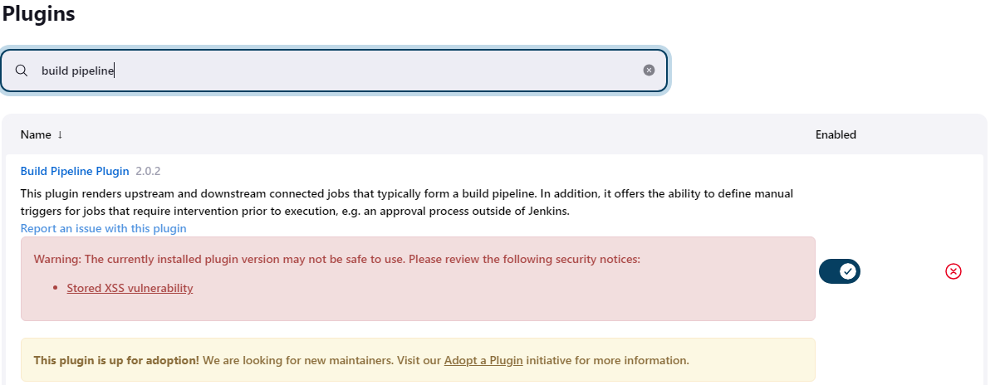 Plugins
build pipeline
Name ↓ Enabled
Build Pipeline Plugin 2.0.2
This plugin renders upstream and downstream connected jobs that typically form a build pipeline. In addition, it offers the ability to define manual
triggers for jobs that require intervention prior to execution, e.g. an approval process outside of Jenkins.
Report an issue with this plugin
Warning: The currently installed plugin version may not be safe to use. Please review the following security notices:
• Stored XSS vulnerability
This plugin is up for adoption! We are looking for new maintainers. Visit our Adopt a Plugin initiative for more information.